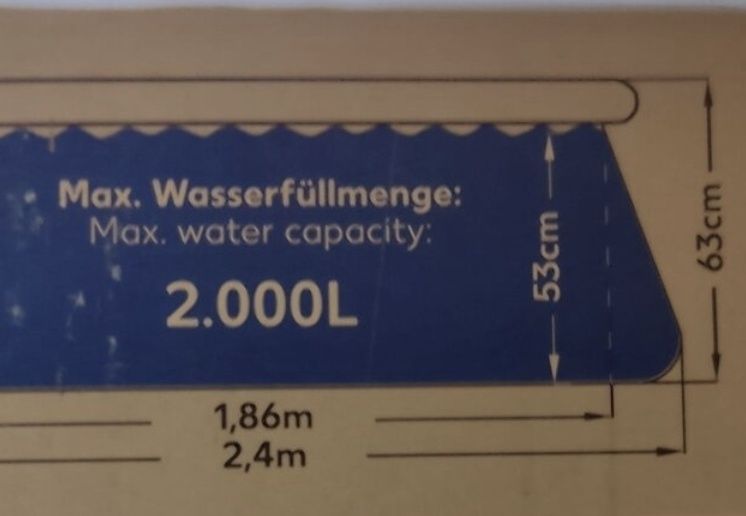 Max. Wasserfüllmenge:
Max. water capacity:
2.000L
53cm
63cm
1,86m
2,4m